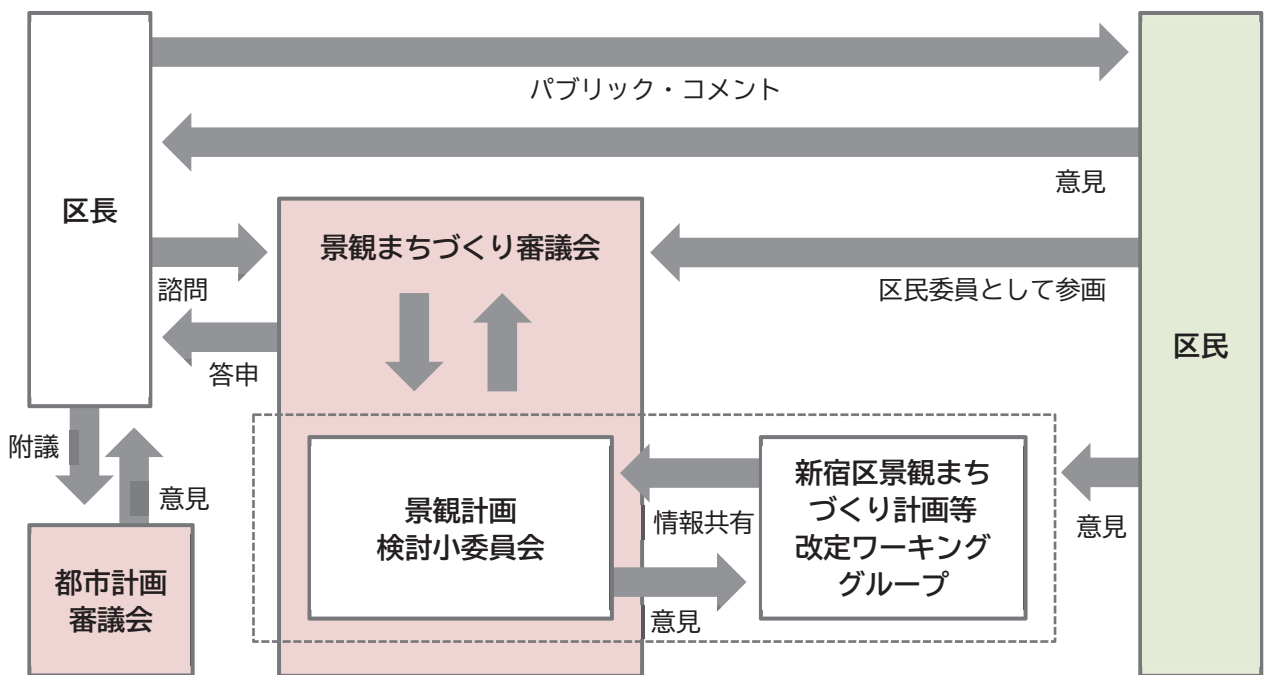 パブリック・コメント
意見
区長
景観まちづくり審議会
諮問
区民委員として参画
答申
区民
附議
意見
都市計画
審議会
景観計画
検討小委員会
情報共有
意見
新宿区景観まち
づくり計画等
改定ワーキング
グループ
意見